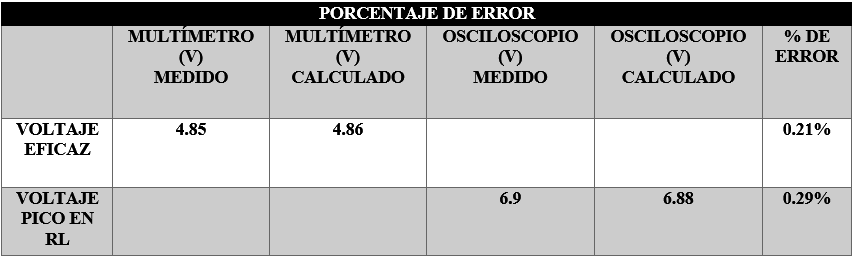 PORCENTAJE DE ERROR
MULTÍMETRO (V) MEDIDO
MULTÍMETRO (V) CALCULADO
OSCILOSCOPIO (V) MEDIDO
OSCILOSCOPIO (V) CALCULADO
% DE ERROR
VOLTAJE EFICAZ
4.85
4.86
0.21%
VOLTAJE PICO EN RL
6.9
6.88
0.29%